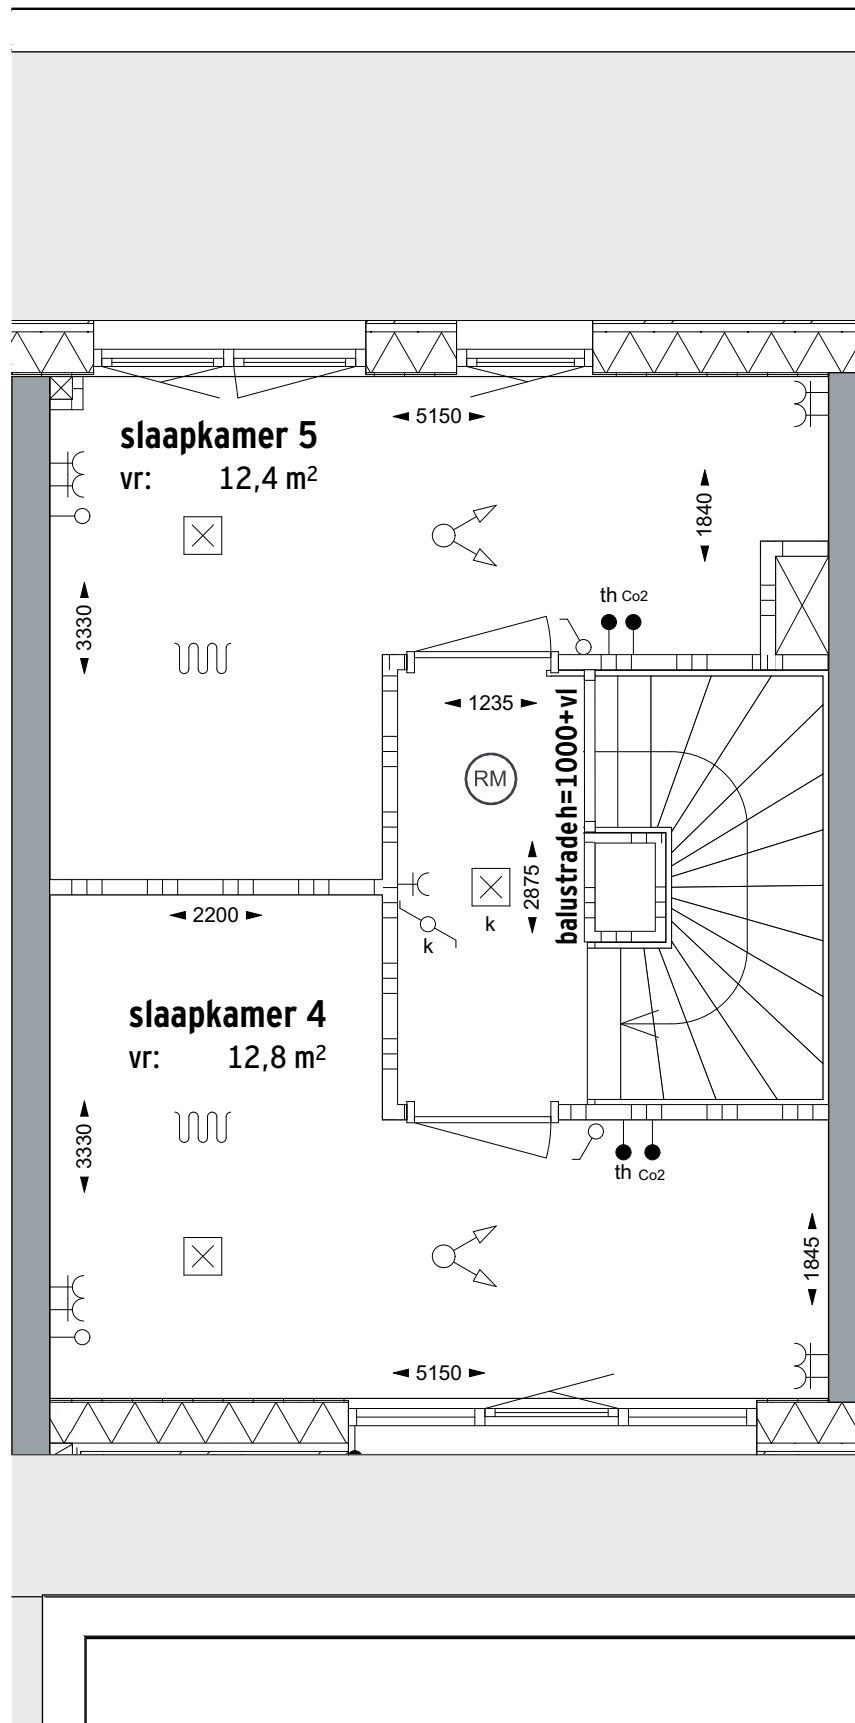 5150
slaapkamer 5
vr: 12,4 m²
1840
3330
th Co2
1235
balustrade h=1000+vl
RM
2875
k
k
2200
slaapkamer 4
vr: 12,8 m²
3330
th Co2
1845
5150